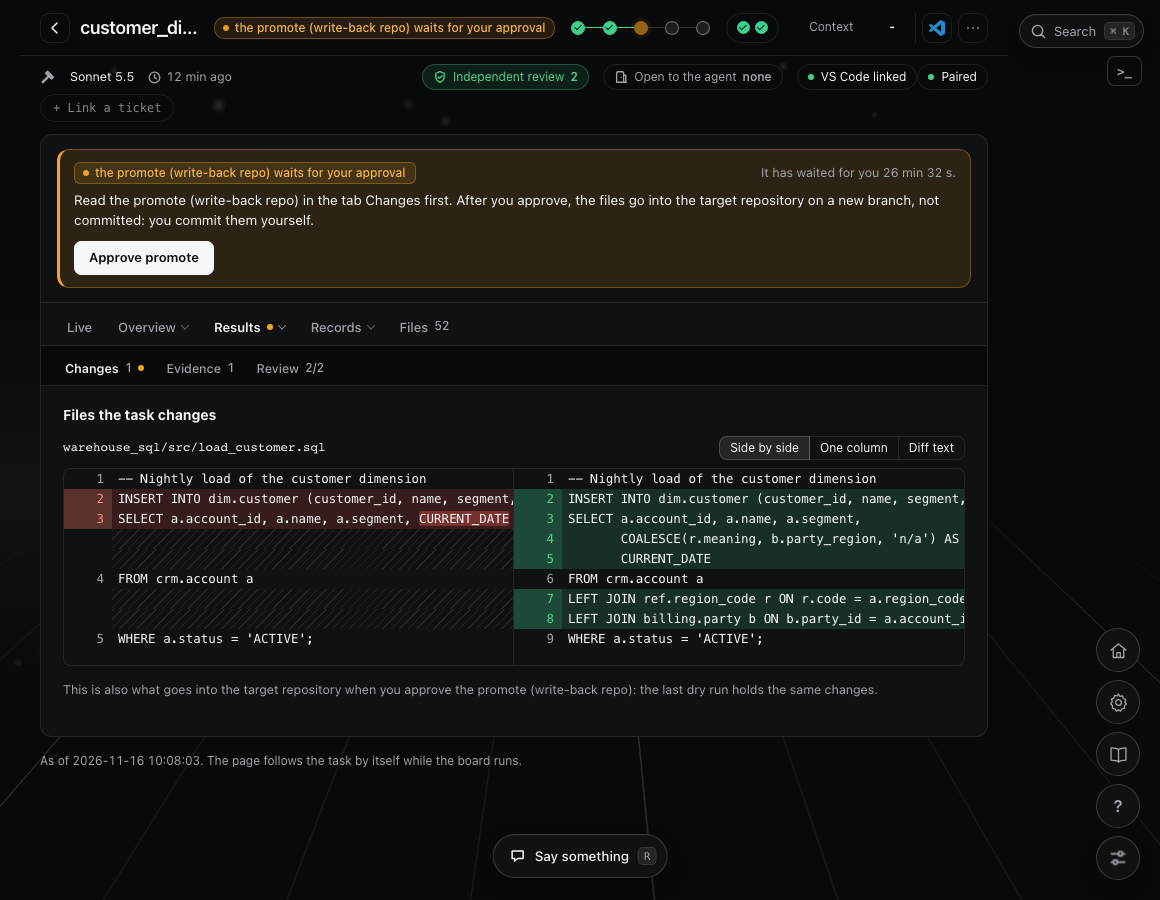 customer_di...
the promote (write-back repo) waits for your approval
Context
-
Search ⌘ K
Sonnet 5.5
12 min ago
Independent review 2
Open to the agent none
VS Code linked
Paired
>_
+ Link a ticket
the promote (write-back repo) waits for your approval
It has waited for you 26 min 32 s.
Read the promote (write-back repo) in the tab Changes first. After you approve, the files go into the target repository on a new branch, not
committed: you commit them yourself.
Approve promote
Live
Overview
Results
Records
Files 52
Changes 1
Evidence 1
Review 2/2
Files the task changes
warehouse_sql/src/load_customer.sql
Side by side
One column
Diff text
1 -- Nightly load of the customer dimension
2 INSERT INTO dim.customer (customer_id, name, segment,
3 SELECT a.account_id, a.name, a.segment, CURRENT_DATE
4 FROM crm.account a
5 WHERE a.status = 'ACTIVE';
1 -- Nightly load of the customer dimension
2 INSERT INTO dim.customer (customer_id, name, segment,
3 SELECT a.account_id, a.name, a.segment,
4 COALESCE(r.meaning, b.party_region, 'n/a') AS
5 CURRENT_DATE
6 FROM crm.account a
7 LEFT JOIN ref.region_code r ON r.code = a.region_code
8 LEFT JOIN billing.party b ON b.party_id = a.account_i
9 WHERE a.status = 'ACTIVE';
This is also what goes into the target repository when you approve the promote (write-back repo): the last dry run holds the same changes.
As of 2026-11-16 10:08:03. The page follows the task by itself while the board runs.
?
Say something R